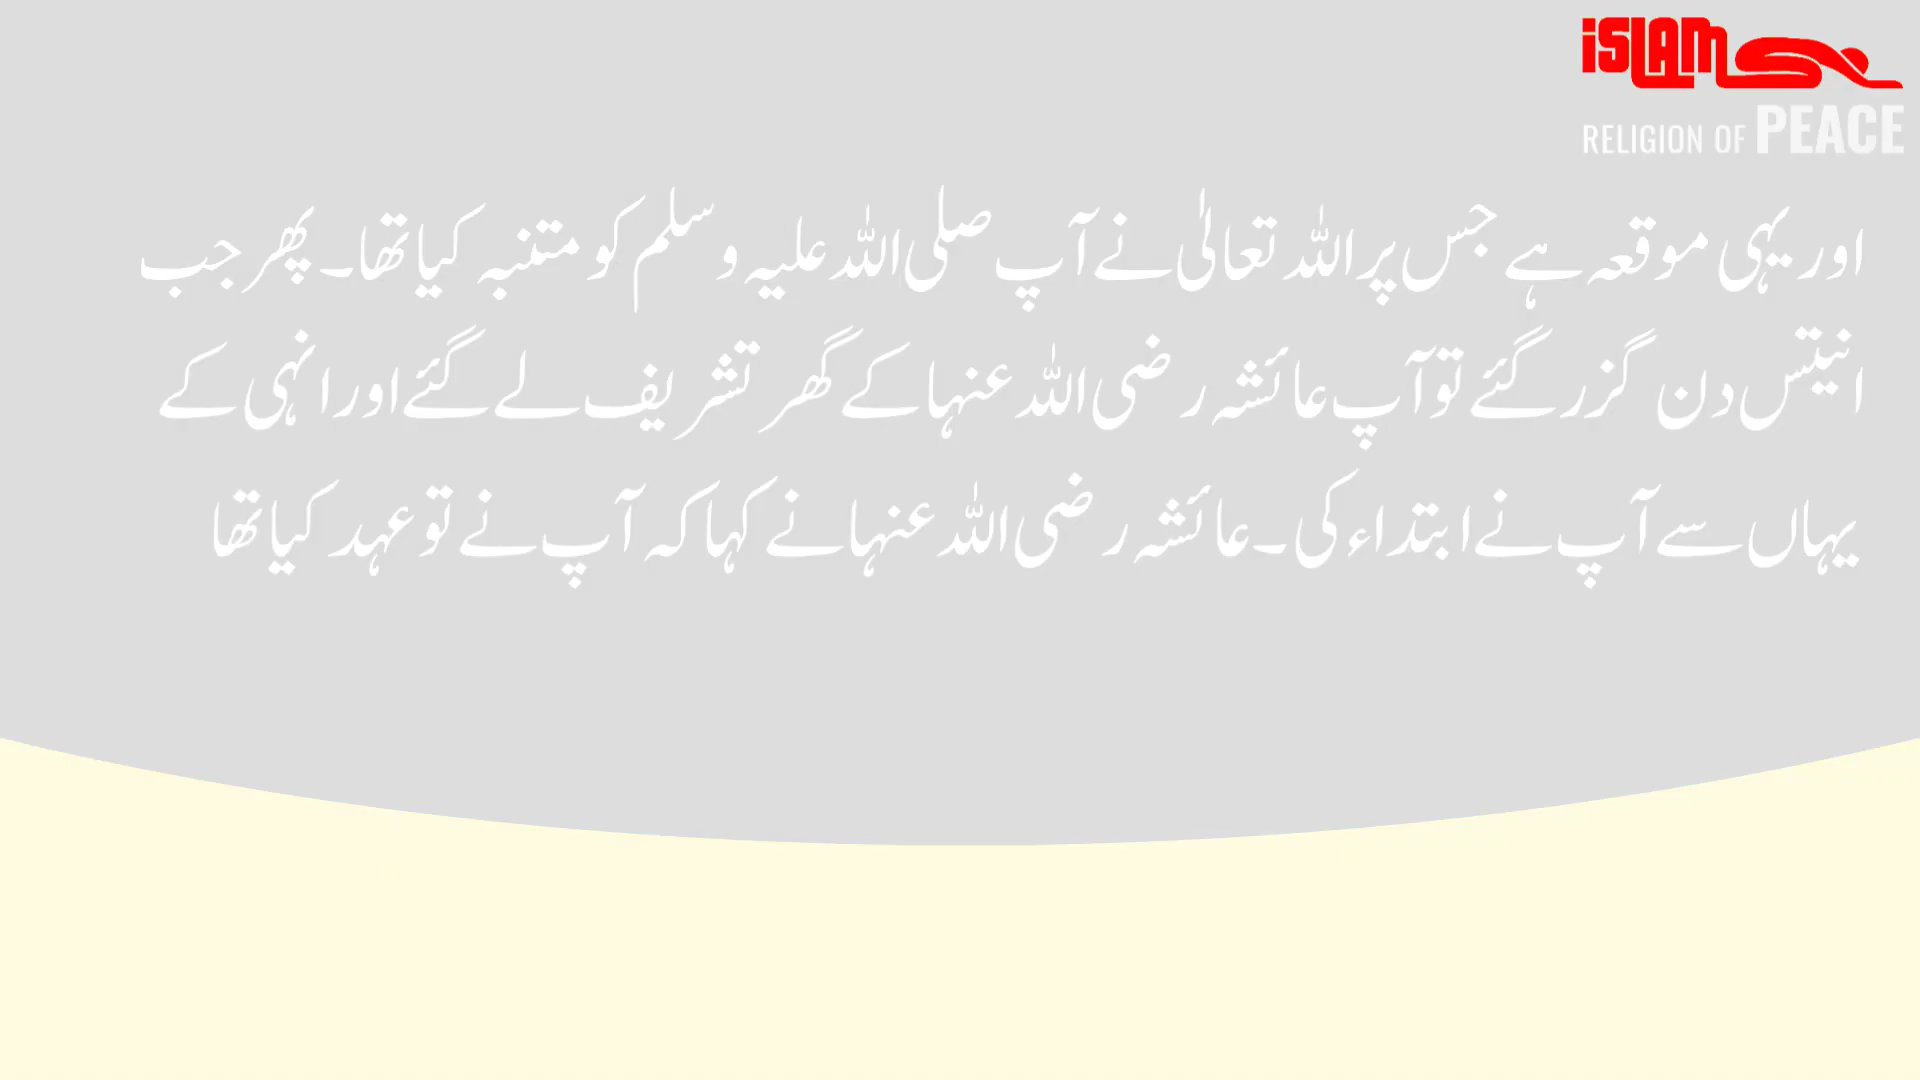 iSLAM
RELIGION OF PEACE
اور یہی موقعہ ہے جس پر اللہ تعالیٰ نے آپ صلی اللہ علیہ وسلم کو متنبہ کیا تھا۔ پھر جب
انیتس دن گزر گئے تو آپ عائشہ رضی اللہ عنہا کے گھر تشریف لے گئے اور انہی کے
یہاں سے آپ نے ابتداء کی۔ عائشہ رضی اللہ عنہا نے کہا کہ آپ نے تو عہد کیا تھا